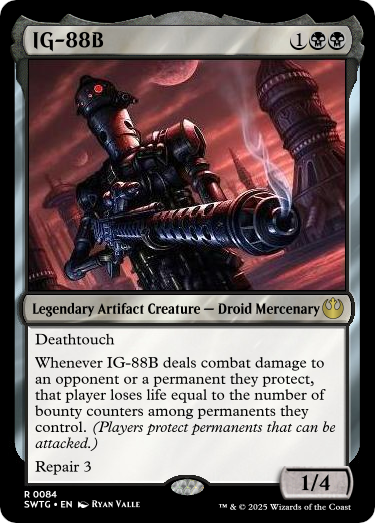 IG-88B 1
Legendary Artifact Creature — Droid Mercenary
Deathtouch
Whenever IG-88B deals combat damage to
an opponent or a permanent they protect,
that player loses life equal to the number of
bounty counters among permanents they
control. (Players protect permanents that can be
attacked.)
Repair 3
1/4
R 0084
SWTG • EN RYAN VALLE ™ & © 2025 Wizards of the Coast